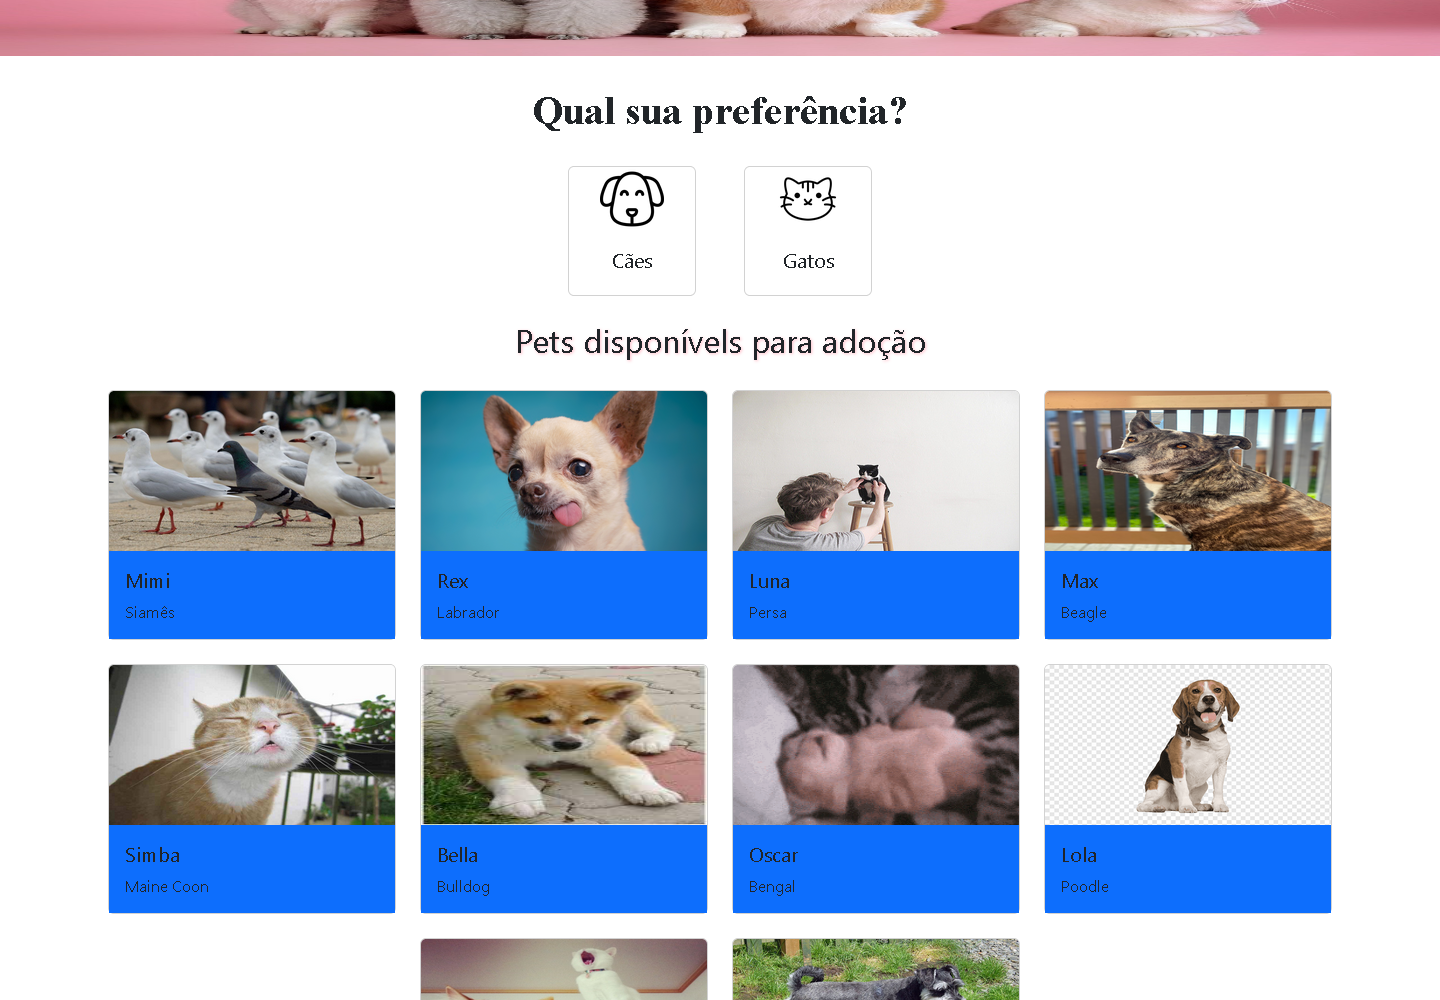 Qual sua preferência?
Cães
Gatos
Pets disponívels para adoção
Mimi
Siamês
Rex
Labrador
Luna
Persa
Max
Beagle
Simba
Maine Coon
Bella
Bulldog
Oscar
Bengal
Lola
Poodle